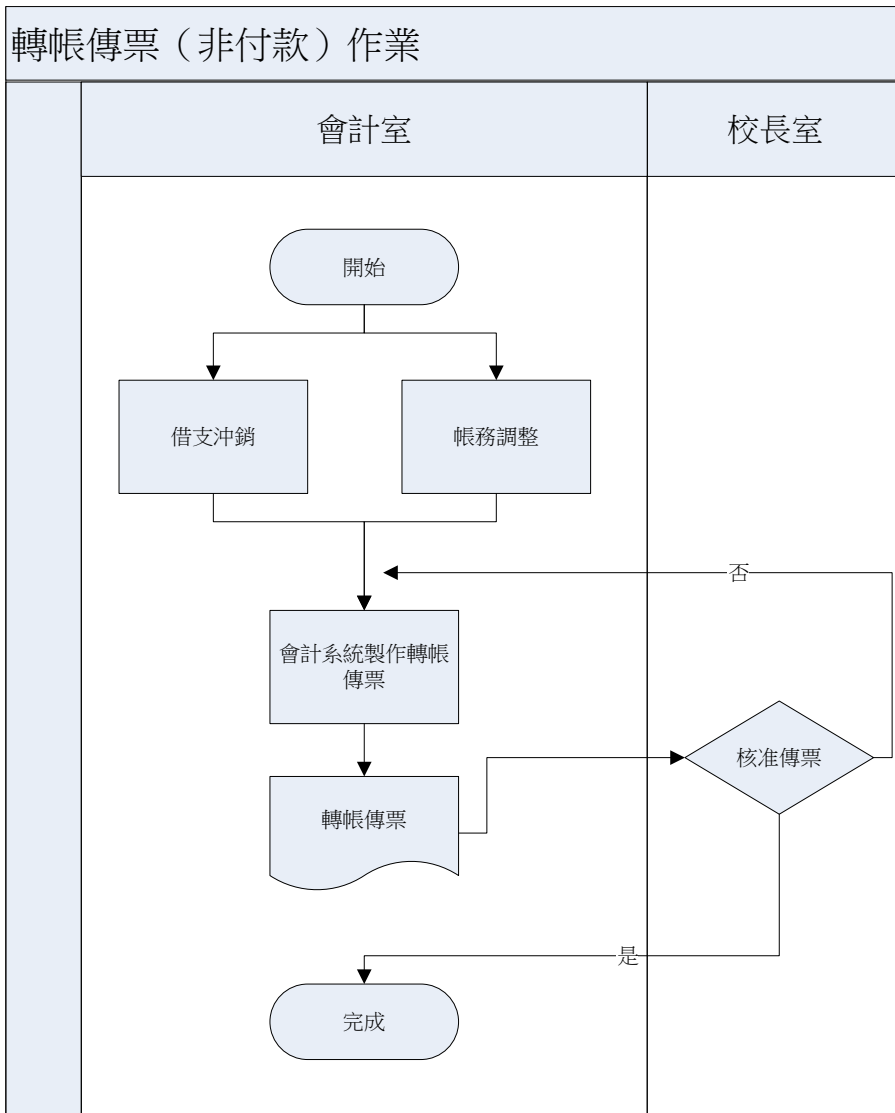 轉帳傳票（非付款）作業
會計室
校長室
開始
借支沖銷
帳務調整
否
會計系統製作轉帳
傳票
核准傳票
轉帳傳票
是
完成